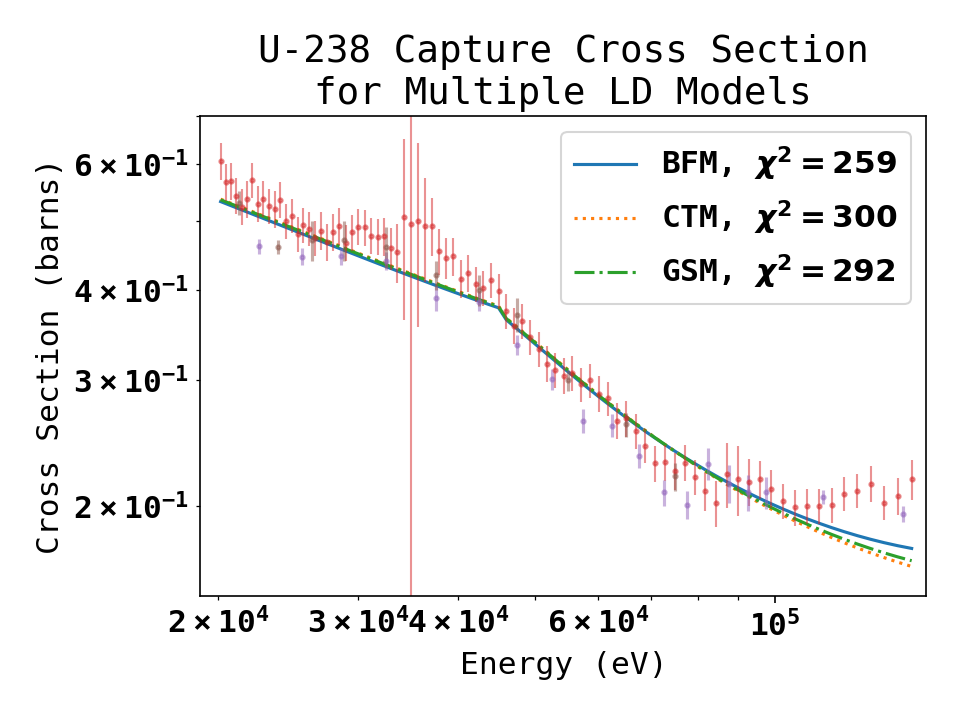 U-238 Capture Cross Section
for Multiple LD Models
BFM, χ² = 259
CTM, χ² = 300
GSM, χ² = 292
Cross Section (barns)
6 × 10⁻¹
4 × 10⁻¹
3 × 10⁻¹
2 × 10⁻¹
2 × 10⁴ 3 × 10⁴ 4 × 10⁴ 6 × 10⁴ 10⁵
Energy (eV)